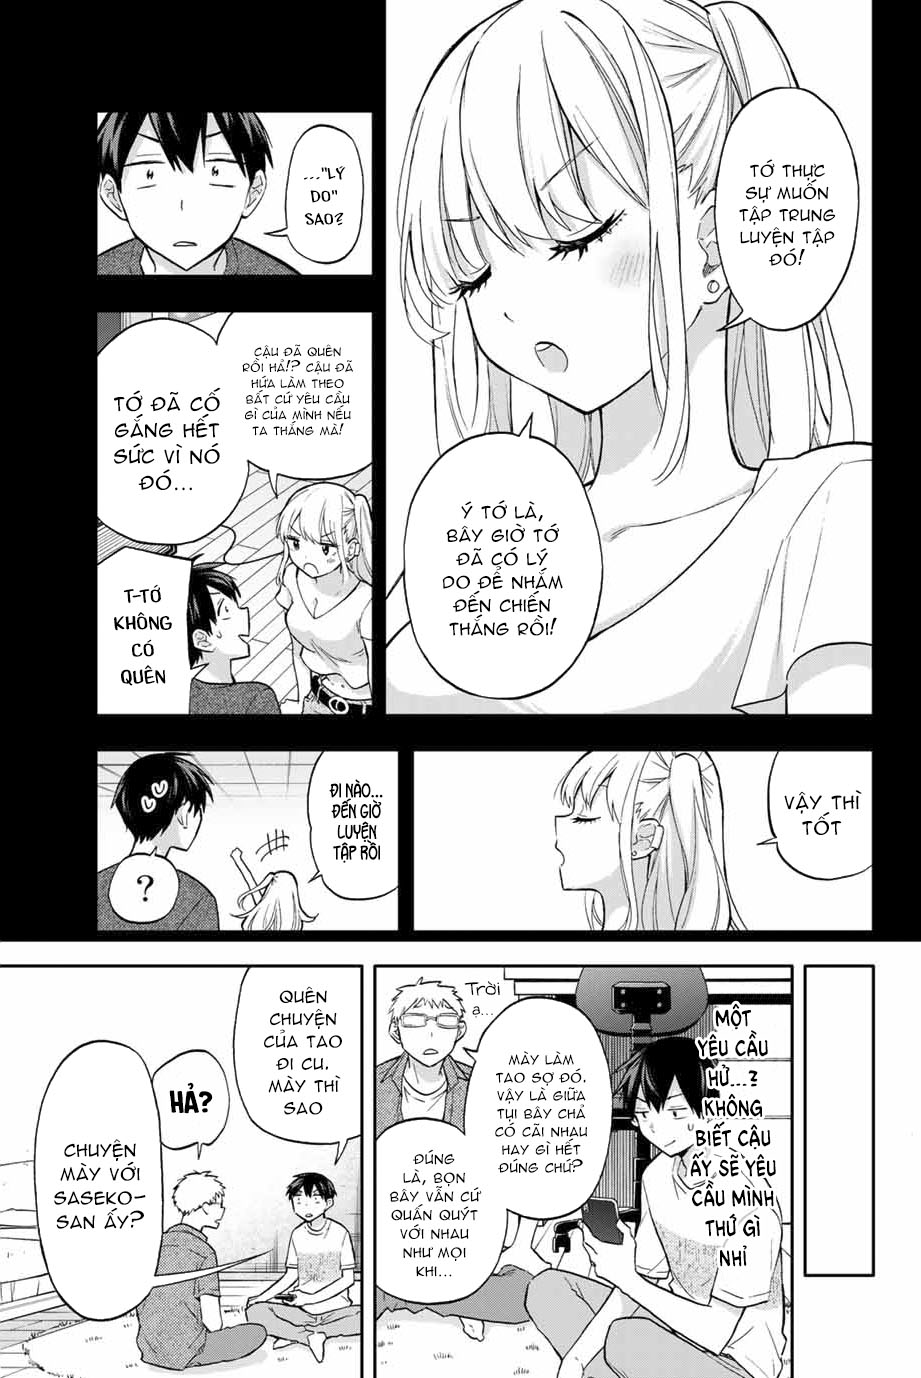 TỚ THỰC
SỰ MUỐN
TẬP TRUNG
LUYỆN TẬP
ĐÓ!
Ý TỚ LÀ,
BÂY GIỜ TỚ
ĐÃ CÓ LÝ
DO ĐỂ NHẮM
ĐẾN CHIẾN
THẮNG RỒI!
..."LÝ
DO"
SAO?
CẬU ĐÃ QUÊN
RỒI HẢ!? CẬU ĐÃ
HỨA LÀM THEO
BẤT CỨ YÊU CẦU
GÌ CỦA MÌNH NẾU
TA THẮNG MÀ!
TỚ ĐÃ CỐ
GẮNG HẾT
SỨC VÌ NÓ
ĐÓ...
T-TỚ
KHÔNG
CÓ
QUÊN
VẬY THÌ
TỐT
ĐI NÀO...
ĐẾN GIỜ
LUYỆN
TẬP RỒI
?
MỘT
YÊU CẦU
HỬ...?
KHÔNG
BIẾT CẬU
ẤY SẼ YÊU
CẦU MÌNH
THỨ GÌ
NHỈ
Trời
ạ...
MÀY LÀM
TAO SỢ ĐÓ.
VẬY LÀ GIỮA
TỤI BÂY CHẢ
CÓ CÃI NHAU
HAY GÌ HẾT
ĐÚNG CHỨ?
ĐÚNG
LÀ, BỌN
BÂY VẪN CỨ
QUẤN QUÝT
VỚI NHAU
NHƯ MỌI
KHI...
QUÊN
CHUYỆN
CỦA TAO
ĐI CU.
MÀY THÌ
SAO
HẢ?
CHUYỆN
MÀY VỚI
SASEKO-
SAN ẤY?